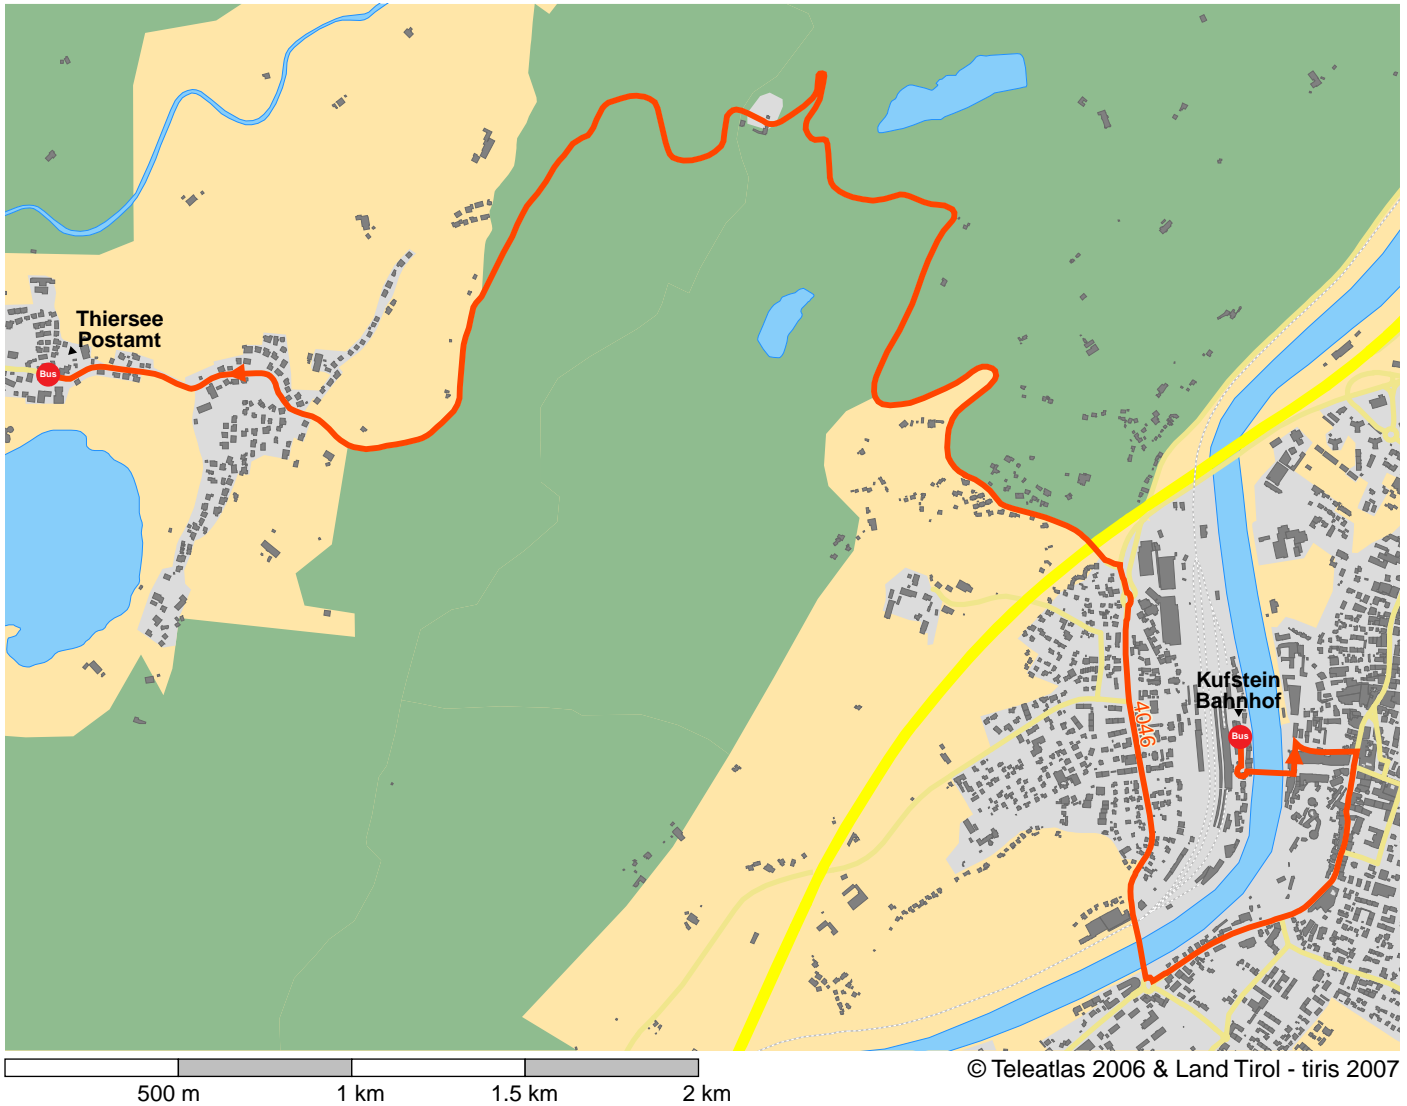 Thiersee
Postamt
Bus
Kufstein
Bahnhof
4046
Bus
500 m
1 km
1.5 km
2 km
© Teleatlas 2006 & Land Tirol - tiris 2007